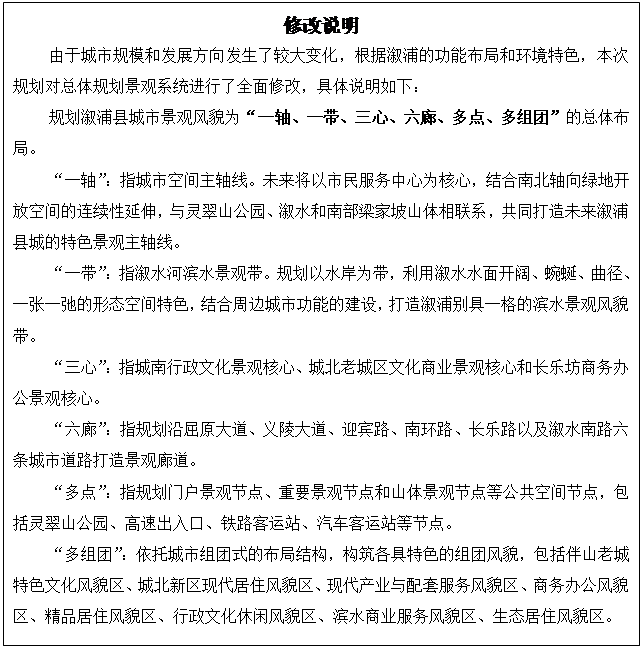 修改说明
由于城市规模和发展方向发生了较大变化，根据溆浦的功能布局和环境特色，本次
规划对总体规划景观系统进行了全面修改，具体说明如下：
规划溆浦县城市景观风貌为“一轴、一带、三心、六廊、多点、多组团”的总体布
局。
“一轴”：指城市空间主轴线。未来将以市民服务中心为核心，结合南北轴向绿地开
放空间的连续性延伸，与灵翠山公园、溆水和南部梁家坡山体相联系，共同打造未来溆浦
县城的特色景观主轴线。
“一带”：指溆水河滨水景观带。规划以水岸为带，利用溆水水面开阔、蜿蜒、曲径、
一张一弛的形态空间特色，结合周边城市功能的建设，打造溆浦别具一格的滨水景观风貌
带。
“三心”：指城南行政文化景观核心、城北老城区文化商业景观核心和长乐坊商务办
公景观核心。
“六廊”：指规划沿屈原大道、义陵大道、迎宾路、南环路、长乐路以及溆水南路六
条城市道路打造景观廊道。
“多点”：指规划门户景观节点、重要景观节点和山体景观节点等公共空间节点，包
括灵翠山公园、高速出入口、铁路客运站、汽车客运站等节点。
“多组团”：依托城市组团式的布局结构，构筑各具特色的组团风貌，包括伴山老城
特色文化风貌区、城北新区现代居住风貌区、现代产业与配套服务风貌区、商务办公风貌
区、精品居住风貌区、行政文化休闲风貌区、滨水商业服务风貌区、生态居住风貌区。